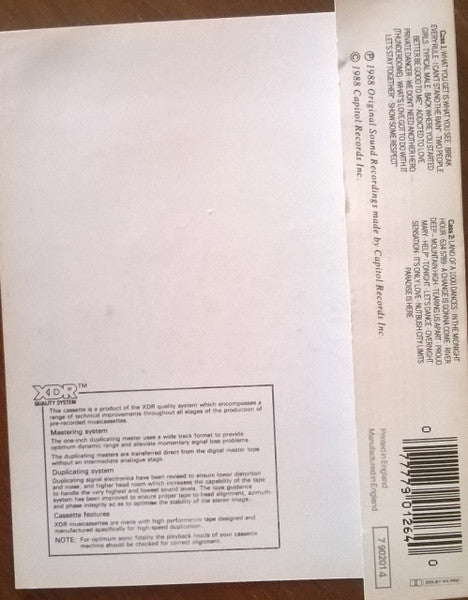 Cass 1: WHAT YOU GET IS WHAT YOU SEE · BREAK
EVERY RULE · I CAN'T STAND THE RAIN* · TWO PEOPLE
GIRLS · TYPICAL MALE · BACK WHERE YOU STARTED
BETTER BE GOOD TO ME* · ADDICTED TO LOVE
PRIVATE DANCER · WE DON'T NEED ANOTHER HERO
(THUNDERDOME) · WHAT'S LOVE GOT TO DO WITH IT
LET'S STAY TOGETHER* · SHOW SOME RESPECT
Cass 2: LAND OF A 1000 DANCES · IN THE MIDNIGHT
HOUR · 634 5789 · A CHANGE IS GONNA COME · RIVER
DEEP - MOUNTAIN HIGH · TEARING US APART · PROUD
MARY · HELP* · TONIGHT · LET'S DANCE · OVERNIGHT
SENSATION · IT'S ONLY LOVE · NUTBUSH CITY LIMITS
PARADISE IS HERE
℗ 1988 Original Sound Recordings made by Capitol Records Inc.
© 1988 Capitol Records Inc.
Printed in England
Manufactured in England
7 90201 4
0 77779 01264 0
DOLBY HX PRO
XDR™
QUALITY SYSTEM
This cassette is a product of the XDR quality system which encompasses a
range of technical improvements throughout all stages of the production of
pre-recorded musicassettes.
Mastering system
The one-inch duplicating master uses a wide track format to provide
optimum dynamic range and alleviate momentary signal loss problems.
The duplicating masters are transferred direct from the digital master tape
without an intermediate analogue stage.
Duplicating system
Duplicating signal electronics have been revised to ensure lower distortion
and noise, and higher head room which increases the capability of the tape
to handle the very highest and lowest sound levels. The tape guidance
system has been improved to ensure proper tape-to-head alignment, azimuth
and phase integrity so as to optimise the stability of the stereo image.
Cassette features
XDR musicassettes are made with high performance tape designed and
manufactured specifically for high-speed duplication.
NOTE: For optimum sonic fidelity the playback heads of your cassette
machine should be checked for correct alignment.